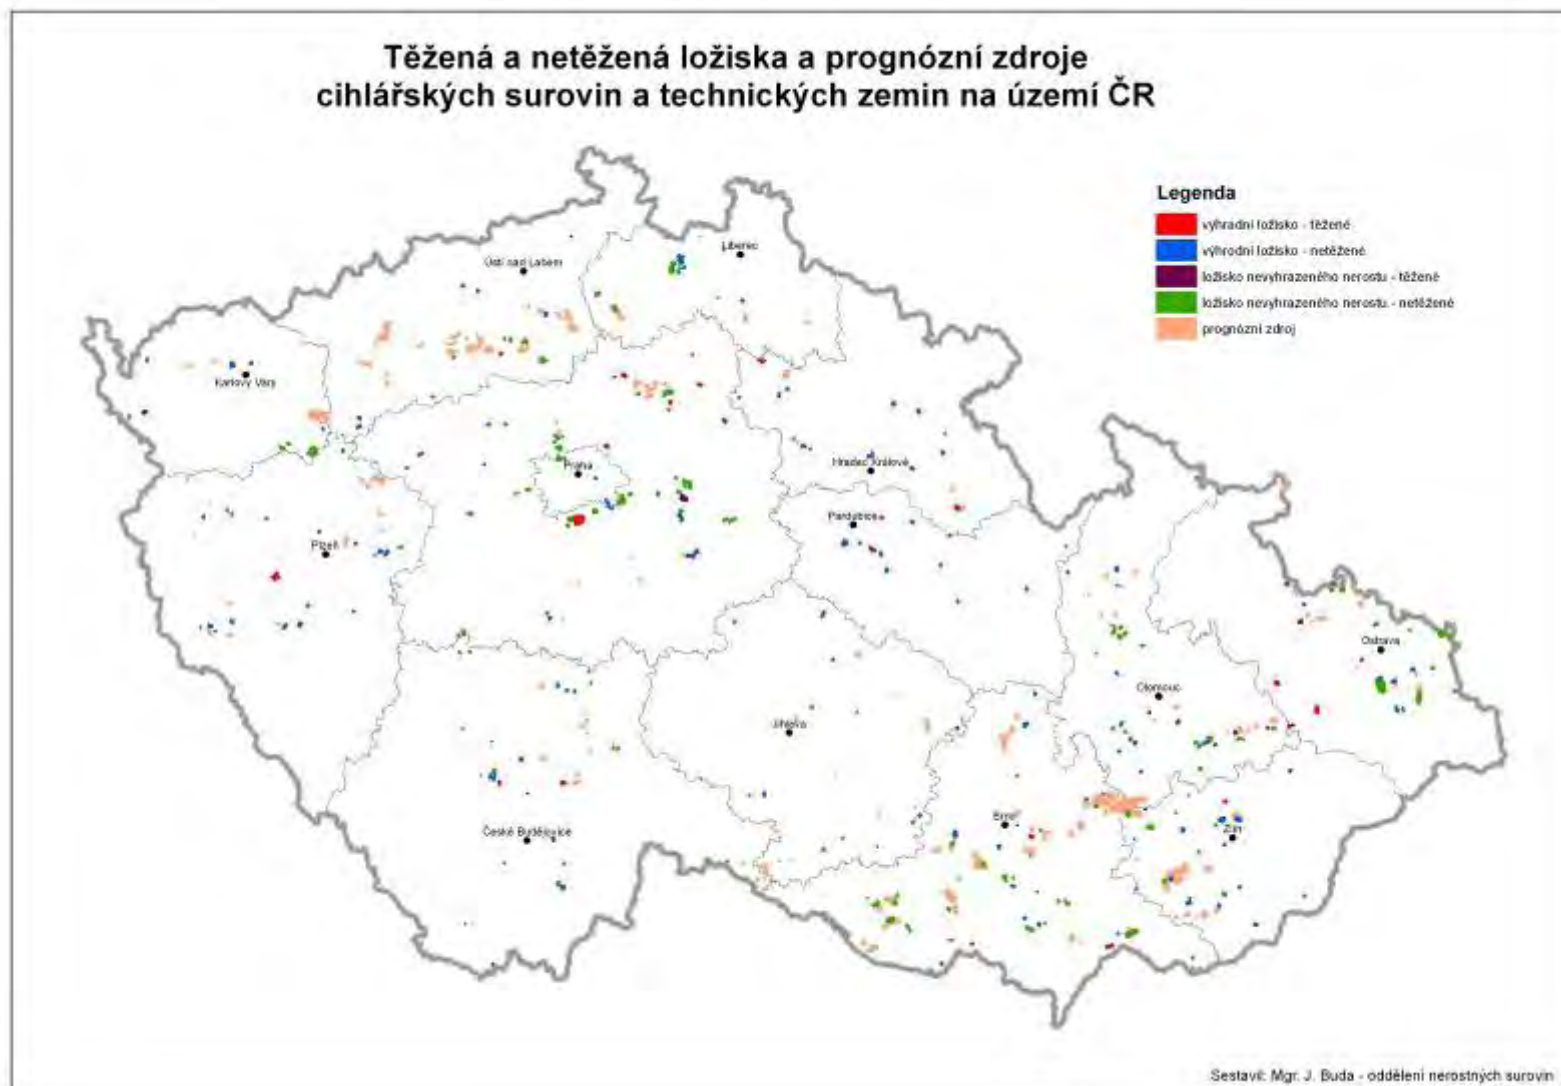 Těžená a netěžená ložiska a prognózní zdroje
cihlářských surovin a technických zemin na území ČR
Legenda
výhradní ložisko - těžené
výhrodní ložisko - netěžené
ložisko nevyhrazeného nerostu - těžené
ložisko nevyhrazeného nerostu - netěžené
prognózní zdroj
Liberec
Ústí nad Labem
Karlovy Vary
Praha
Hradec Králové
Pardubice
Plzeň
Ostrava
Olomouc
Jihlava
Brno
České Budějovice
Zlín
Sestavil: Mgr. J. Buda - oddělení nerostných surovin